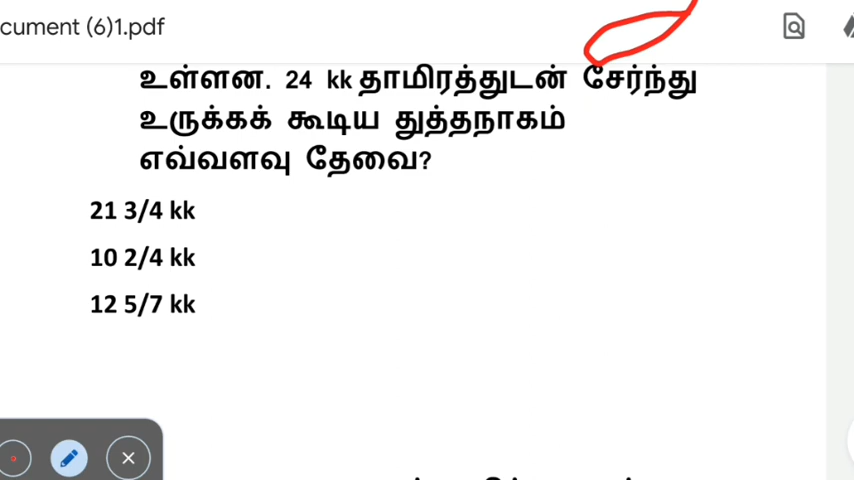 cument (6)1.pdf
உள்ளன. 24 kk தாமிரத்துடன் சேர்ந்து
உருக்கக் கூடிய துத்தநாகம்
எவ்வளவு தேவை?
21 3/4 kk
10 2/4 kk
12 5/7 kk